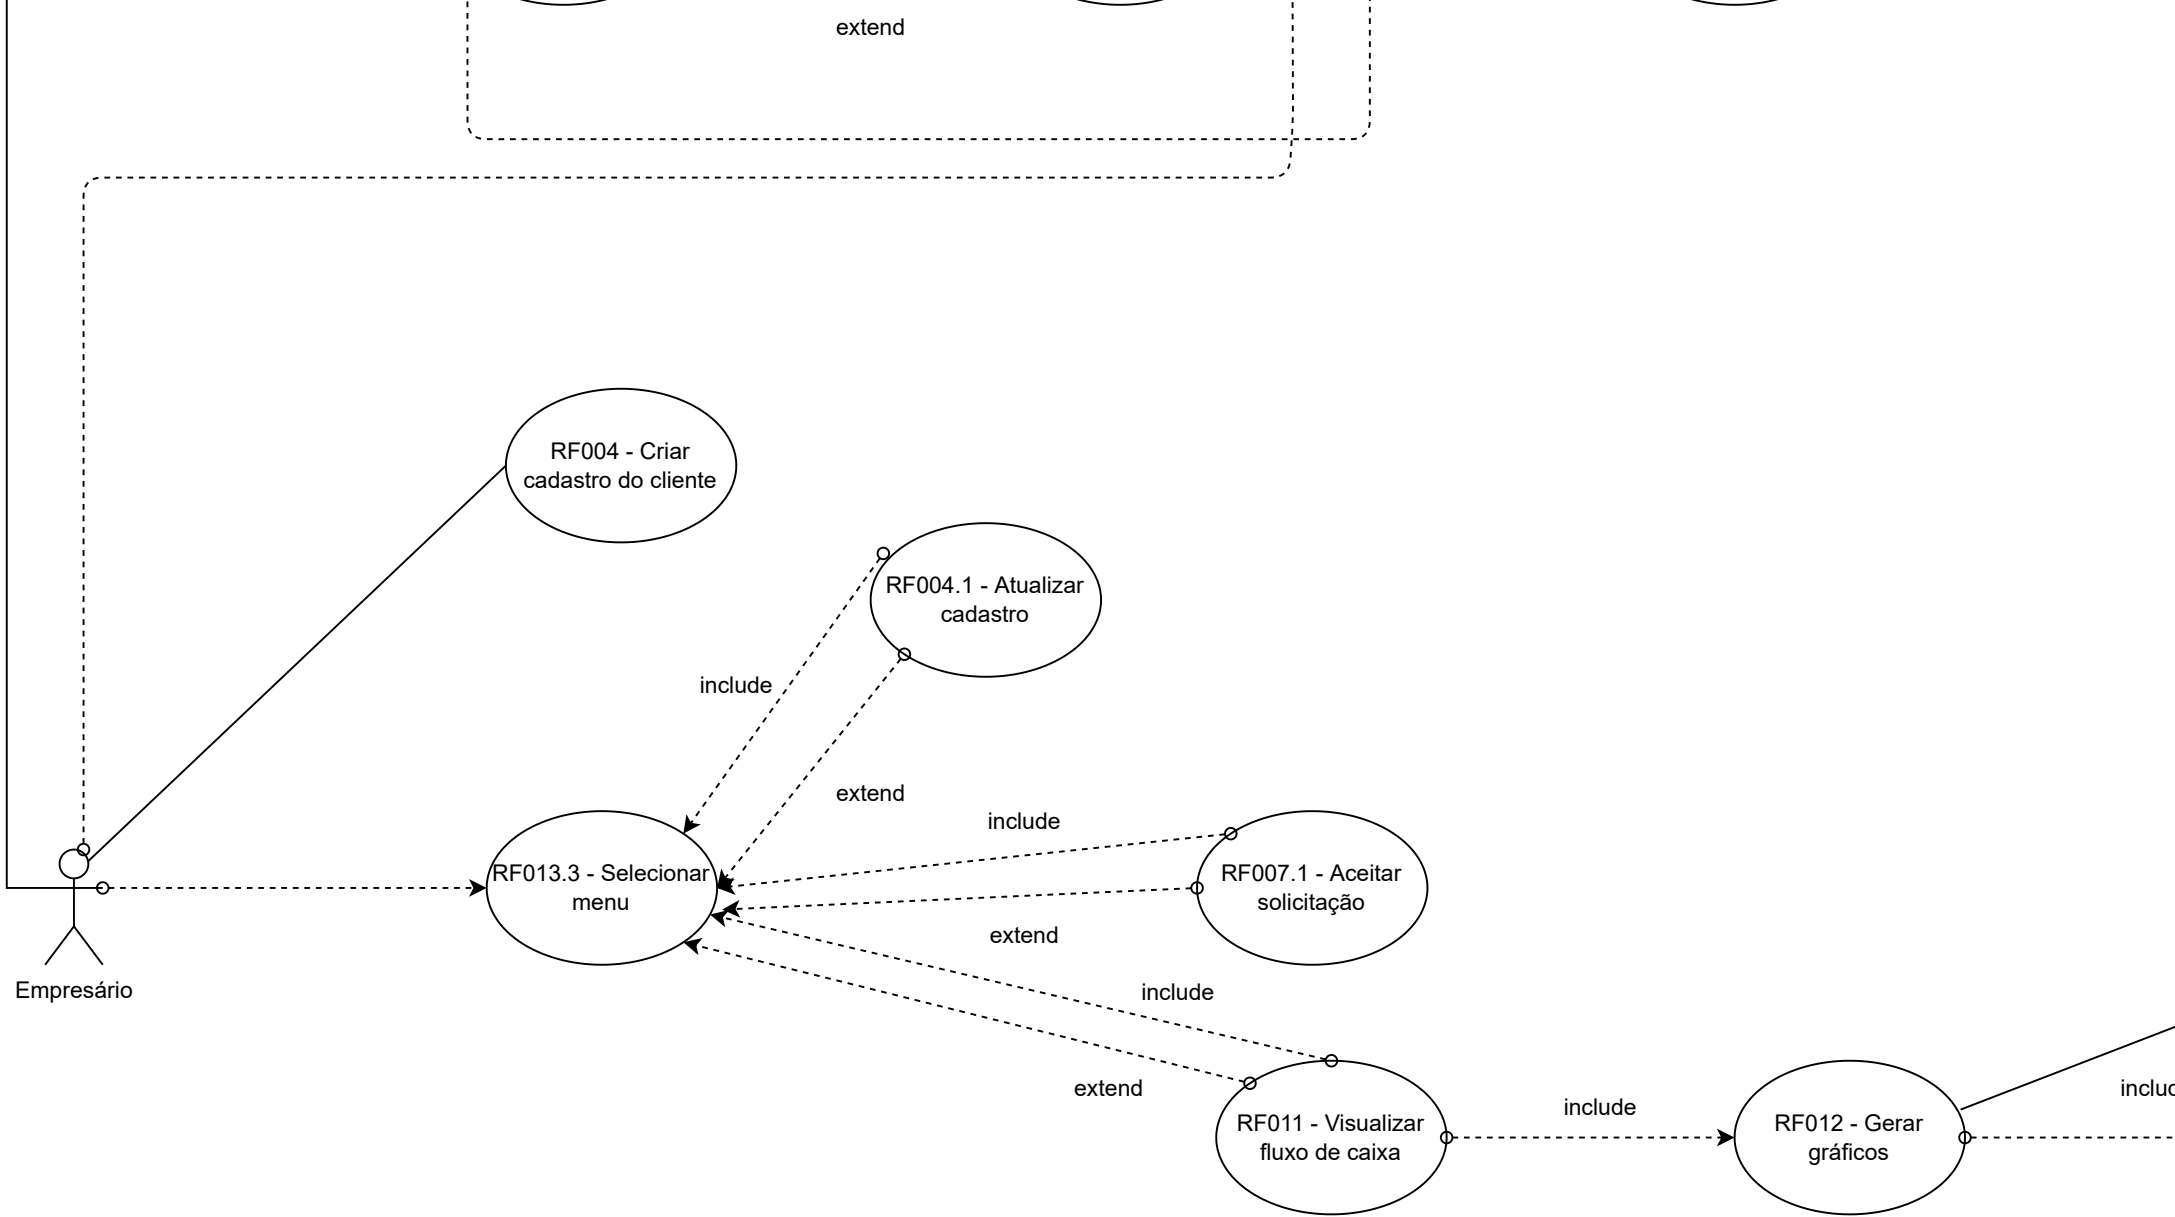 extend
RF004 - Criar
cadastro do cliente
RF004.1 - Atualizar
cadastro
include
extend
include
RF013.3 - Selecionar
menu
RF007.1 - Aceitar
solicitação
extend
Empresário
include
extend
include
RF011 - Visualizar
fluxo de caixa
RF012 - Gerar
gráficos